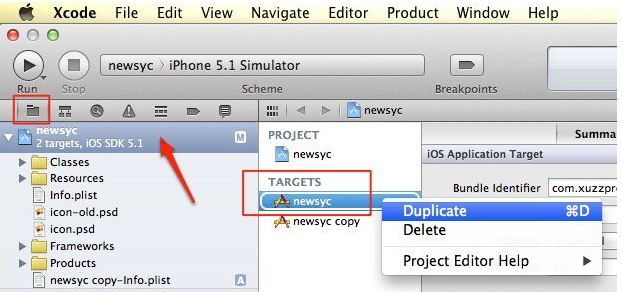 Xcode File Edit View Navigate Editor Product Window Help
newsyc iPhone 5.1 Simulator
Run Stop Scheme Breakpoints
newsyc
newsyc
2 targets, iOS SDK 5.1
M
Classes
Resources
Info.plist
icon-old.psd
icon.psd
Frameworks
Products
newsyc copy-Info.plist
A
PROJECT
newsyc
TARGETS
newsyc
newsyc copy
Summa
iOS Application Target
Bundle Identifier com.xuzzpro
Duplicate ⌘D
Delete
Project Editor Help